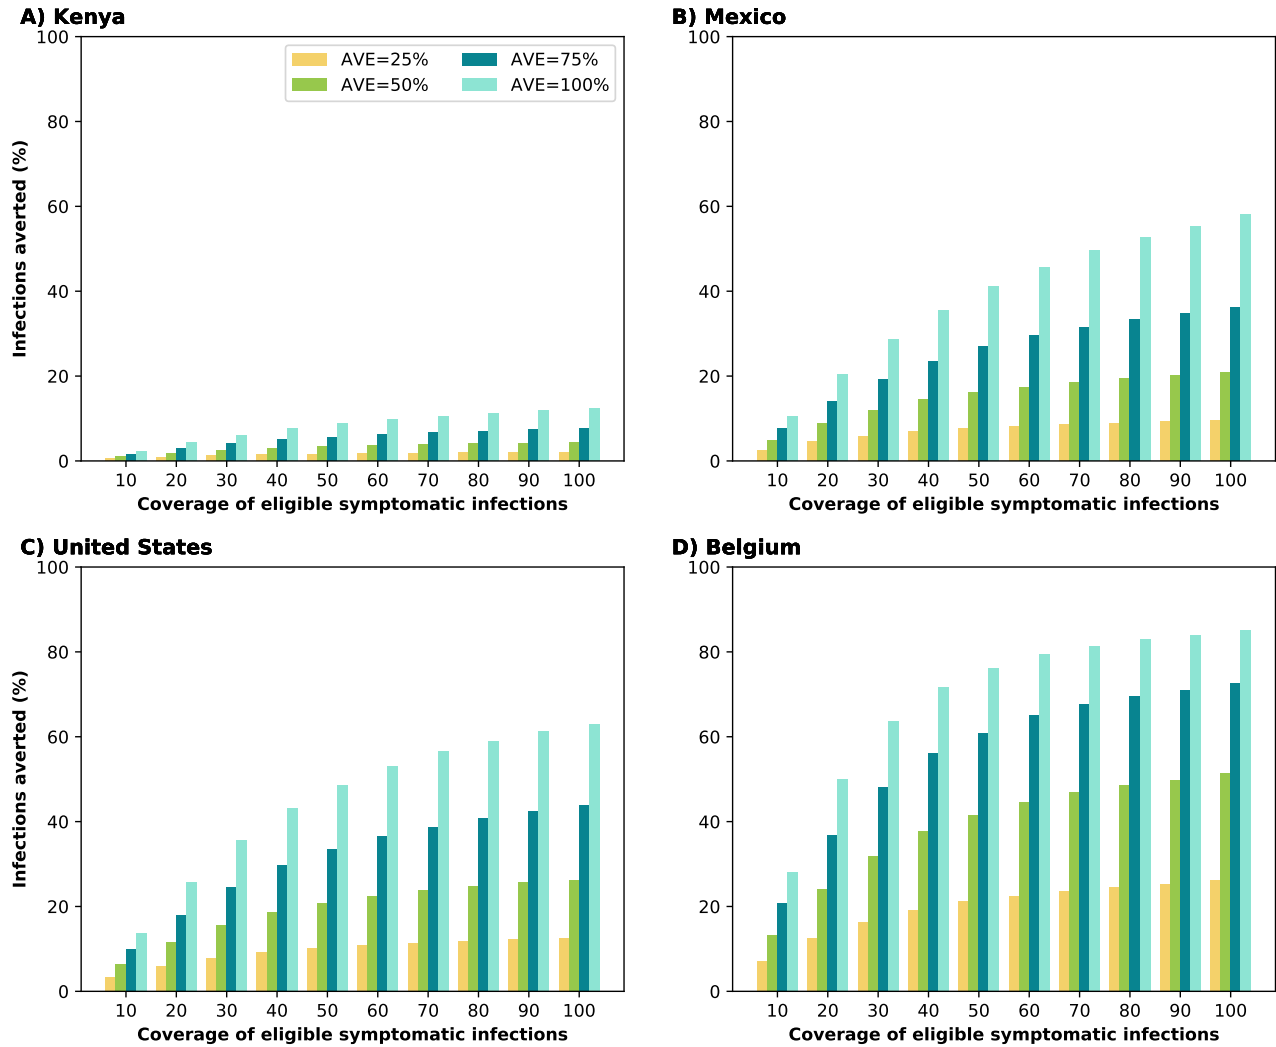 A) Kenya
100
80
60
40
20
0
Infections averted (%)
AVE=25%
AVE=50%
AVE=75%
AVE=100%
10 20 30 40 50 60 70 80 90 100
Coverage of eligible symptomatic infections
B) Mexico
100
80
60
40
20
0
10 20 30 40 50 60 70 80 90 100
Coverage of eligible symptomatic infections
C) United States
100
80
60
40
20
0
Infections averted (%)
10 20 30 40 50 60 70 80 90 100
Coverage of eligible symptomatic infections
D) Belgium
100
80
60
40
20
0
10 20 30 40 50 60 70 80 90 100
Coverage of eligible symptomatic infections